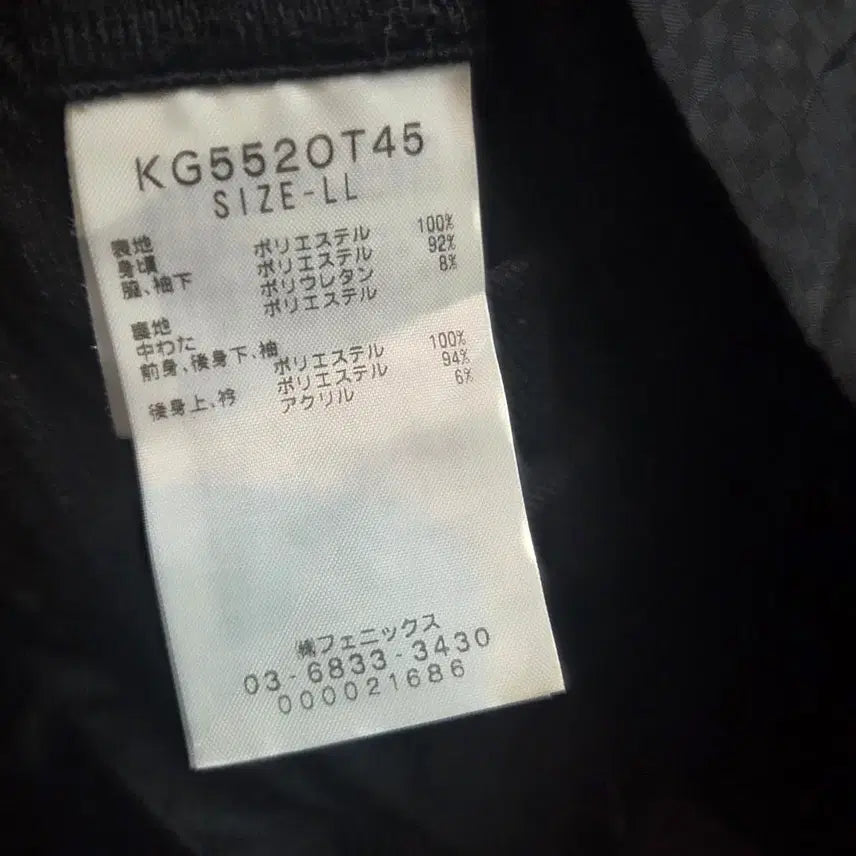 KG5520T45
SIZE-LL
表地
身頃 ポリエステル 100%
脇、袖下 ポリエステル 92%
ポリウレタン 8%
裏地 ポリエステル
中わた
前身、後身下、袖 ポリエステル 100%
後身上、衿 ポリエステル 94%
アクリル 6%
㈱フェニックス
03-6833-3430
000021686